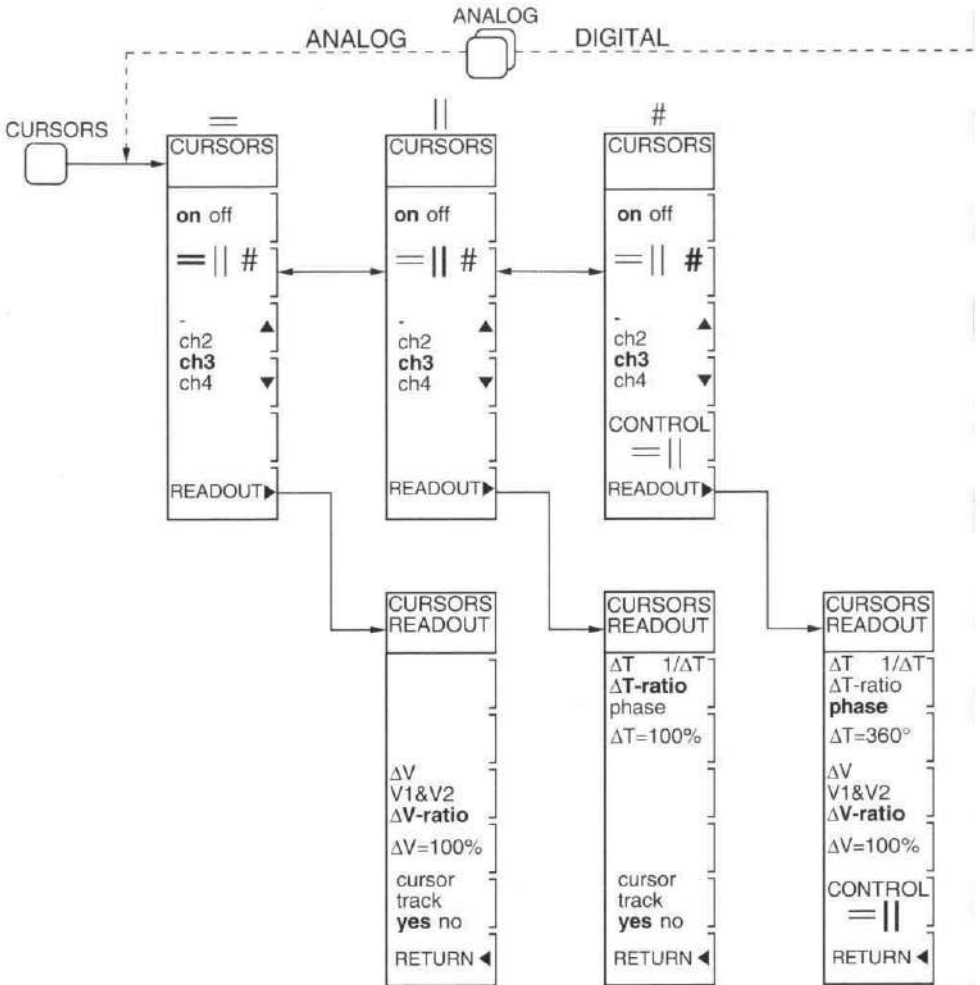 ANALOG
ANALOG DIGITAL
CURSORS
= || #
CURSORS
on off
= || #
-
ch2
ch3
ch4
READOUT
CURSORS
on off
= || #
-
ch2
ch3
ch4
READOUT
CURSORS
on off
= || #
-
ch2
ch3
ch4
CONTROL
= ||
READOUT
CURSORS
READOUT
ΔV
V1&V2
ΔV-ratio
ΔV=100%
cursor
track
yes no
RETURN
CURSORS
READOUT
ΔT 1/ΔT
ΔT-ratio
phase
ΔT=100%
cursor
track
yes no
RETURN
CURSORS
READOUT
ΔT 1/ΔT
ΔT-ratio
phase
ΔT=360°
ΔV
V1&V2
ΔV-ratio
ΔV=100%
CONTROL
= ||
RETURN